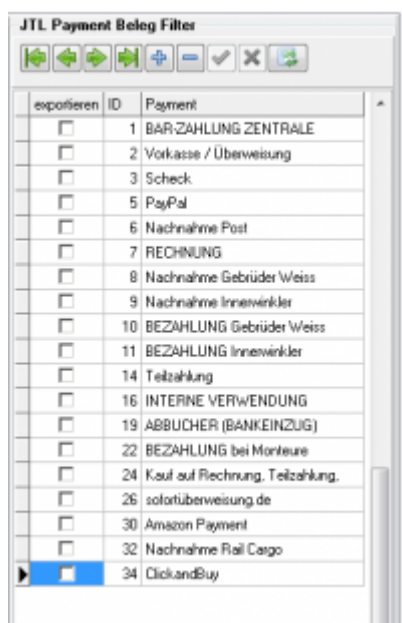 JTL Payment Beleg Filter
exportieren ID Payment
1 BAR-ZAHLUNG ZENTRALE
2 Vorkasse / Überweisung
3 Scheck
5 PayPal
6 Nachnahme Post
7 RECHNUNG
8 Nachnahme Gebrüder Weiss
9 Nachnahme Innerwinkler
10 BEZAHLUNG Gebrüder Weiss
11 BEZAHLUNG Innerwinkler
14 Teilzahlung
16 INTERNE VERWENDUNG
19 ABBUCHER (BANKEINZUG)
22 BEZAHLUNG bei Monteure
24 Kauf auf Rechnung, Teilzahlung,
26 sofortüberweisung.de
30 Amazon Payment
32 Nachnahme Rail Cargo
34 ClickandBuy